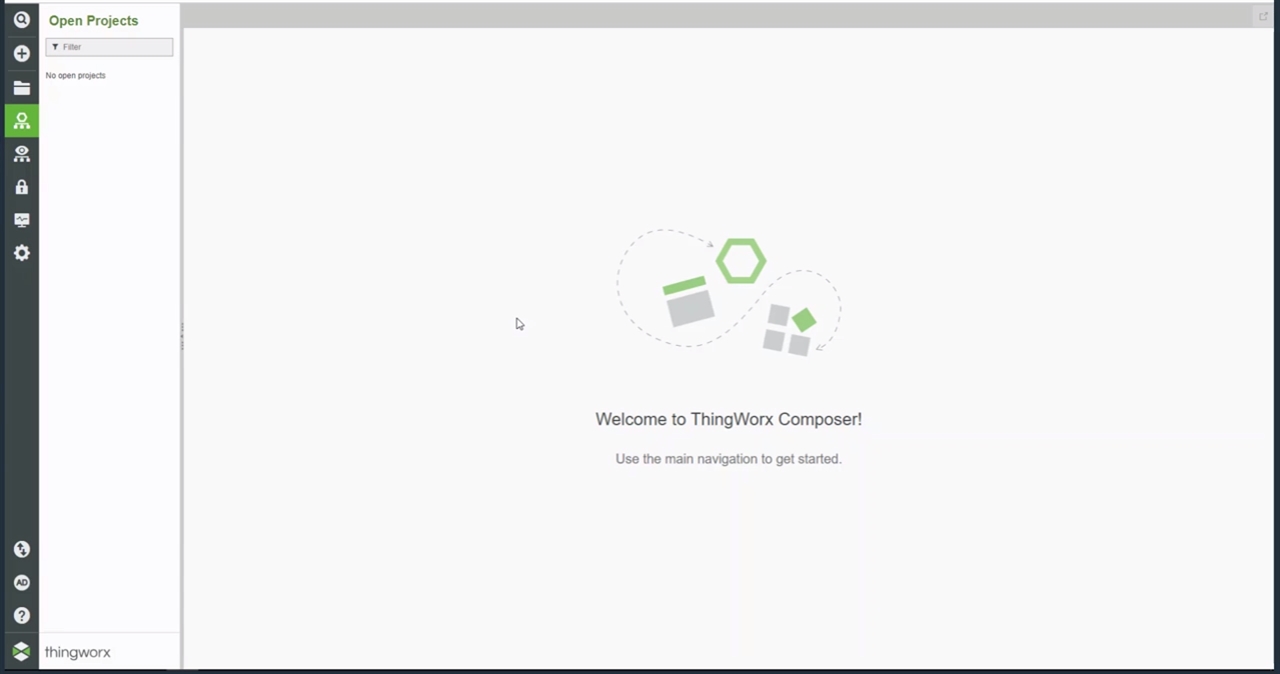 Open Projects
Filter
No open projects
Welcome to ThingWorx Composer!
Use the main navigation to get started.
AD
?
thingworx